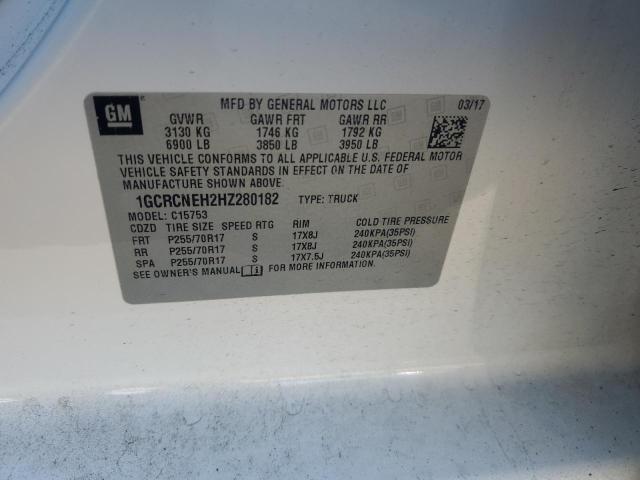 GM
MFD BY GENERAL MOTORS LLC 03/17
GVWR GAWR FRT GAWR RR
3130 KG 1746 KG 1792 KG
6900 LB 3850 LB 3950 LB
THIS VEHICLE CONFORMS TO ALL APPLICABLE U.S. FEDERAL MOTOR
VEHICLE SAFETY STANDARDS IN EFFECT ON THE DATE OF
MANUFACTURE SHOWN ABOVE.
1GCRCNEH2HZ280182 TYPE: TRUCK
MODEL: C15753
CDZD TIRE SIZE SPEED RTG RIM COLD TIRE PRESSURE
FRT P255/70R17 S 17X8J 240KPA(35PSI)
RR P255/70R17 S 17X8J 240KPA(35PSI)
SPA P255/70R17 S 17X7.5J 240KPA(35PSI)
SEE OWNER'S MANUAL FOR MORE INFORMATION.